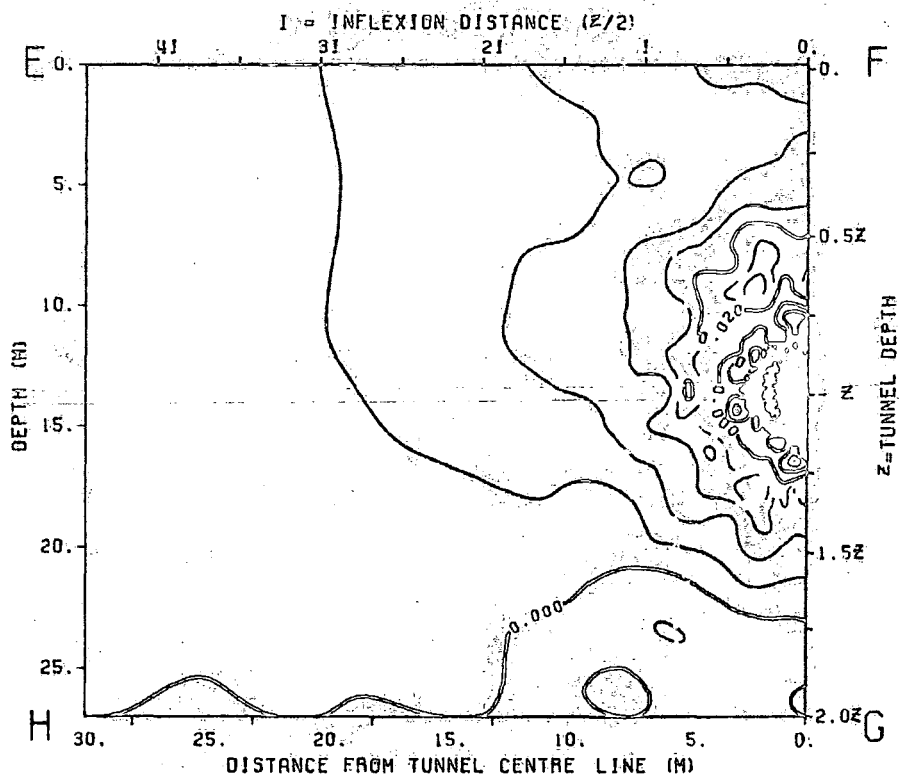 I = INFLEXION DISTANCE (Z/2)
4I 3I 2I I 0.
E F
0. 0.
5.
0.5Z
10.
.020
DEPTH (M)
Z=TUNNEL DEPTH
Z
15.
20.
1.5Z
0.000
25.
H 2.0Z G
30. 25. 20. 15. 10. 5. 0.
DISTANCE FROM TUNNEL CENTRE LINE (M)